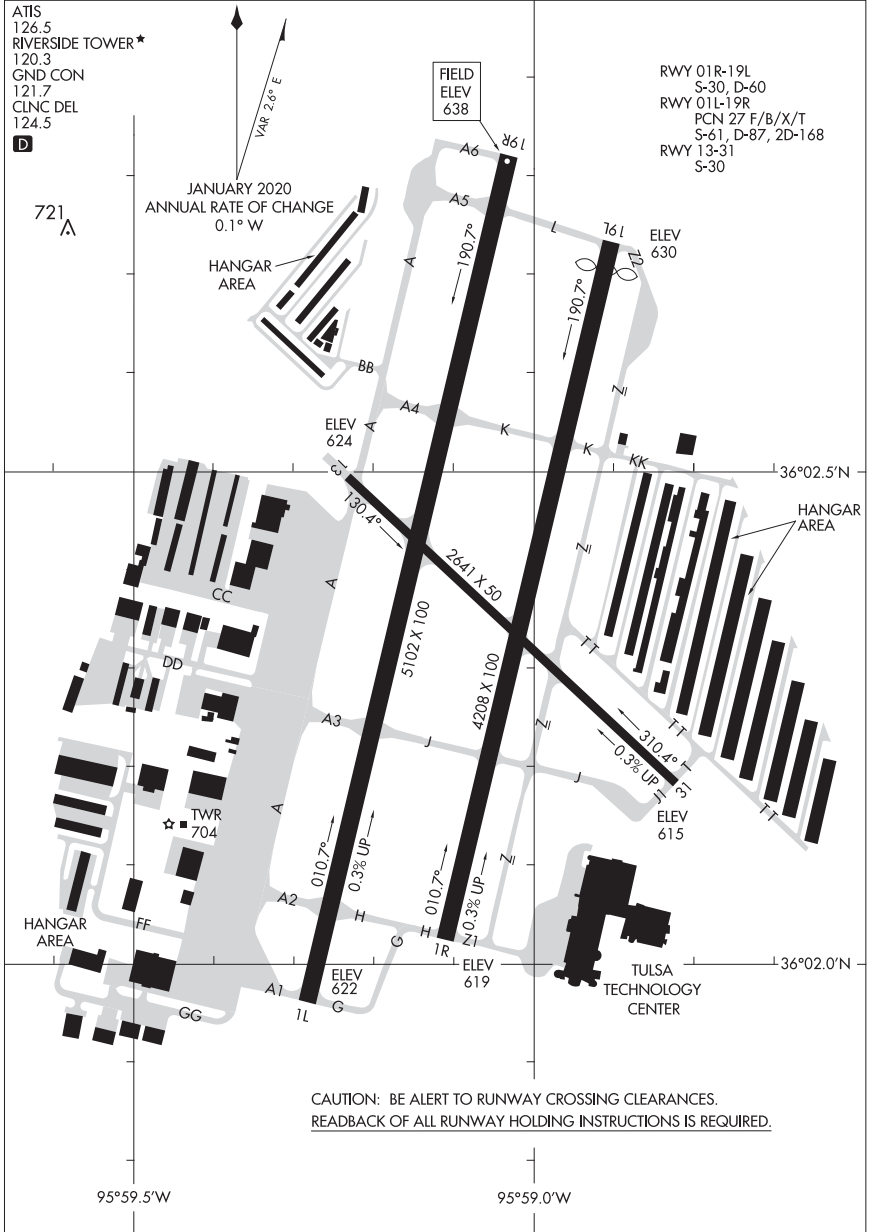 ATIS
126.5
RIVERSIDE TOWER★
120.3
GND CON
121.7
CLNC DEL
124.5
D
VAR 2.6° E
JANUARY 2020
ANNUAL RATE OF CHANGE
0.1° W
FIELD
ELEV
638
RWY 01R-19L
S-30, D-60
RWY 01L-19R
PCN 27 F/B/X/T
S-61, D-87, 2D-168
RWY 13-31
S-30
721
HANGAR
AREA
A6
19R
A5
L
19L
Z2
ELEV
630
A
190.7°
190.7°
BB
A4
K
K
KK
Z
A
ELEV
624
13
130.4°
36°02.5'N
HANGAR
AREA
2641 X 50
Z
A
CC
DD
5102 X 100
4208 X 100
TT
TT
TT
A3
J
J
Z
310.4°
0.3% UP
T
31
J1
ELEV
615
TWR
704
A
010.7°
0.3% UP
010.7°
0.3% UP
Z
A2
H
G
H
Z1
1R
HANGAR
AREA
FF
ELEV
622
ELEV
619
36°02.0'N
TULSA
TECHNOLOGY
CENTER
A1
1L
G
GG
CAUTION: BE ALERT TO RUNWAY CROSSING CLEARANCES.
READBACK OF ALL RUNWAY HOLDING INSTRUCTIONS IS REQUIRED.
95°59.5'W
95°59.0'W